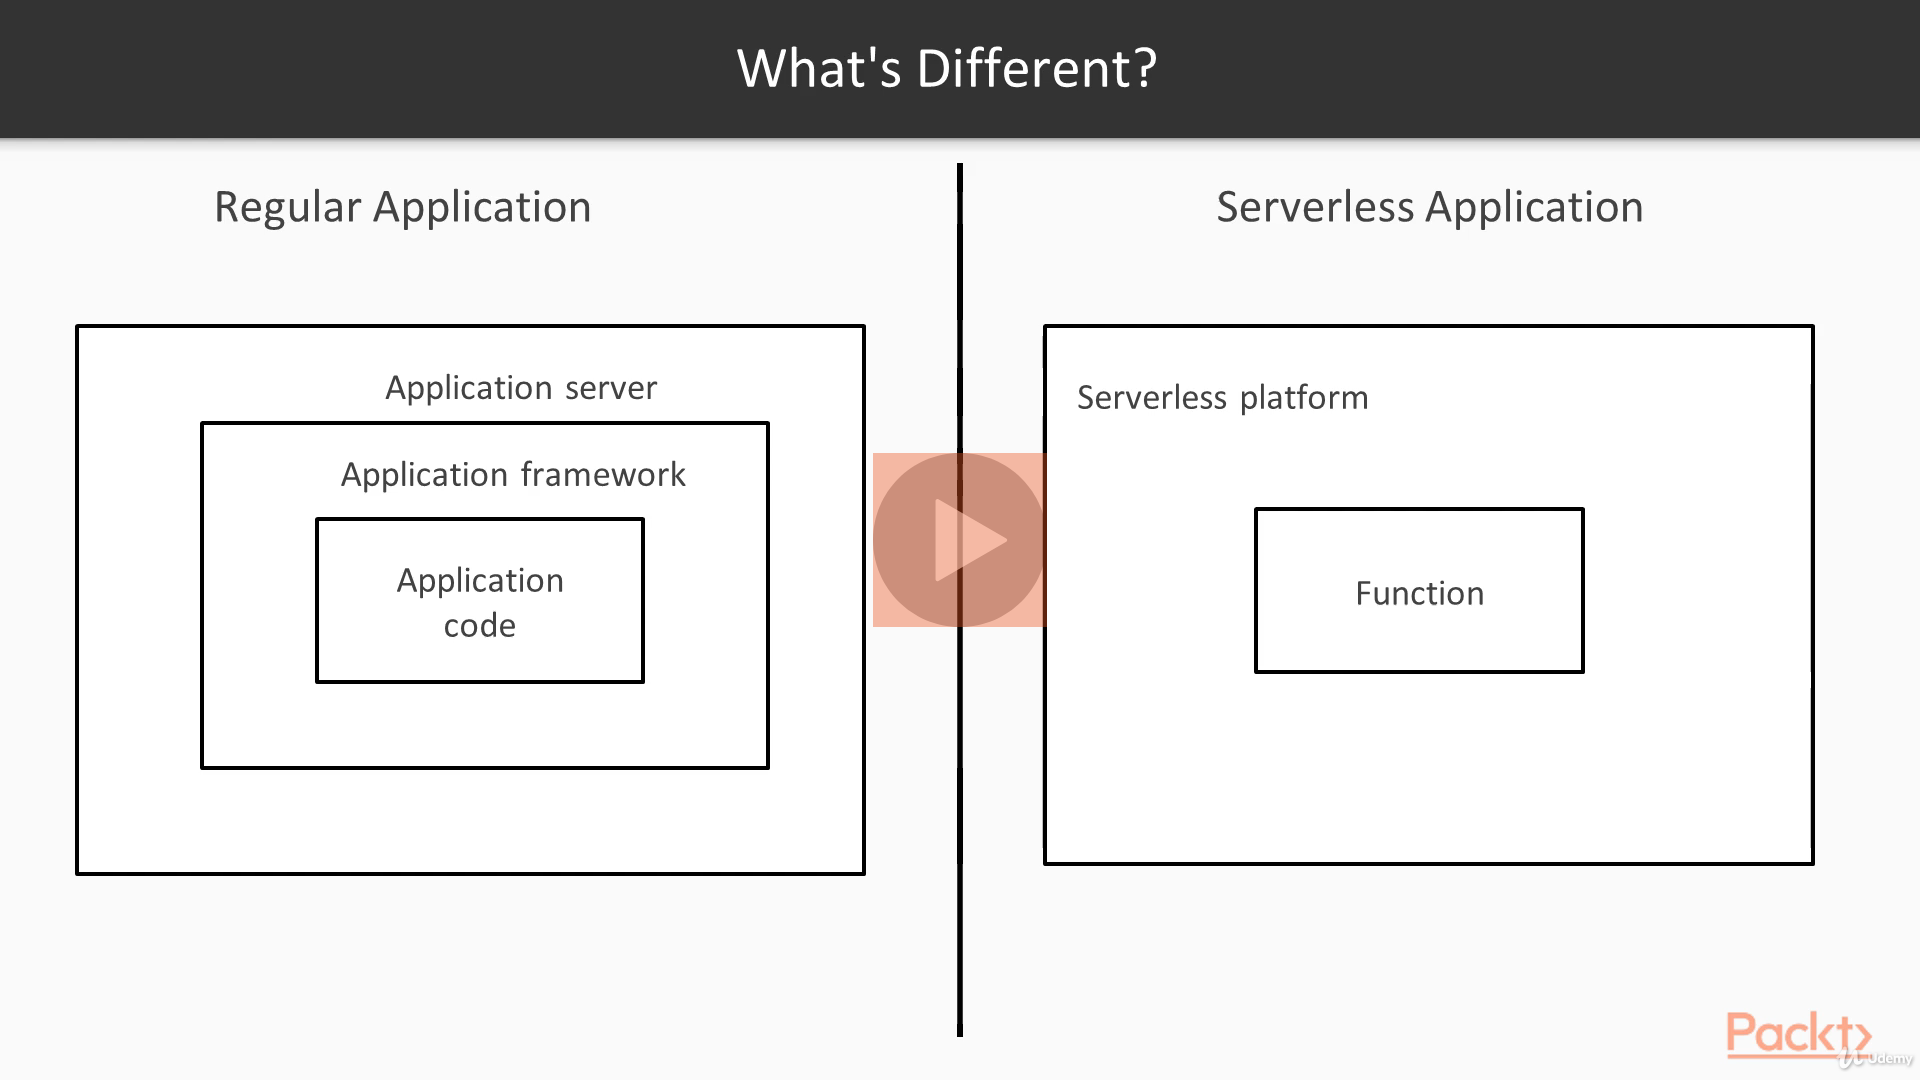 What's Different?
Regular Application
Application server
Application framework
Application
code
Serverless Application
Serverless platform
Function
Packt
Udemy